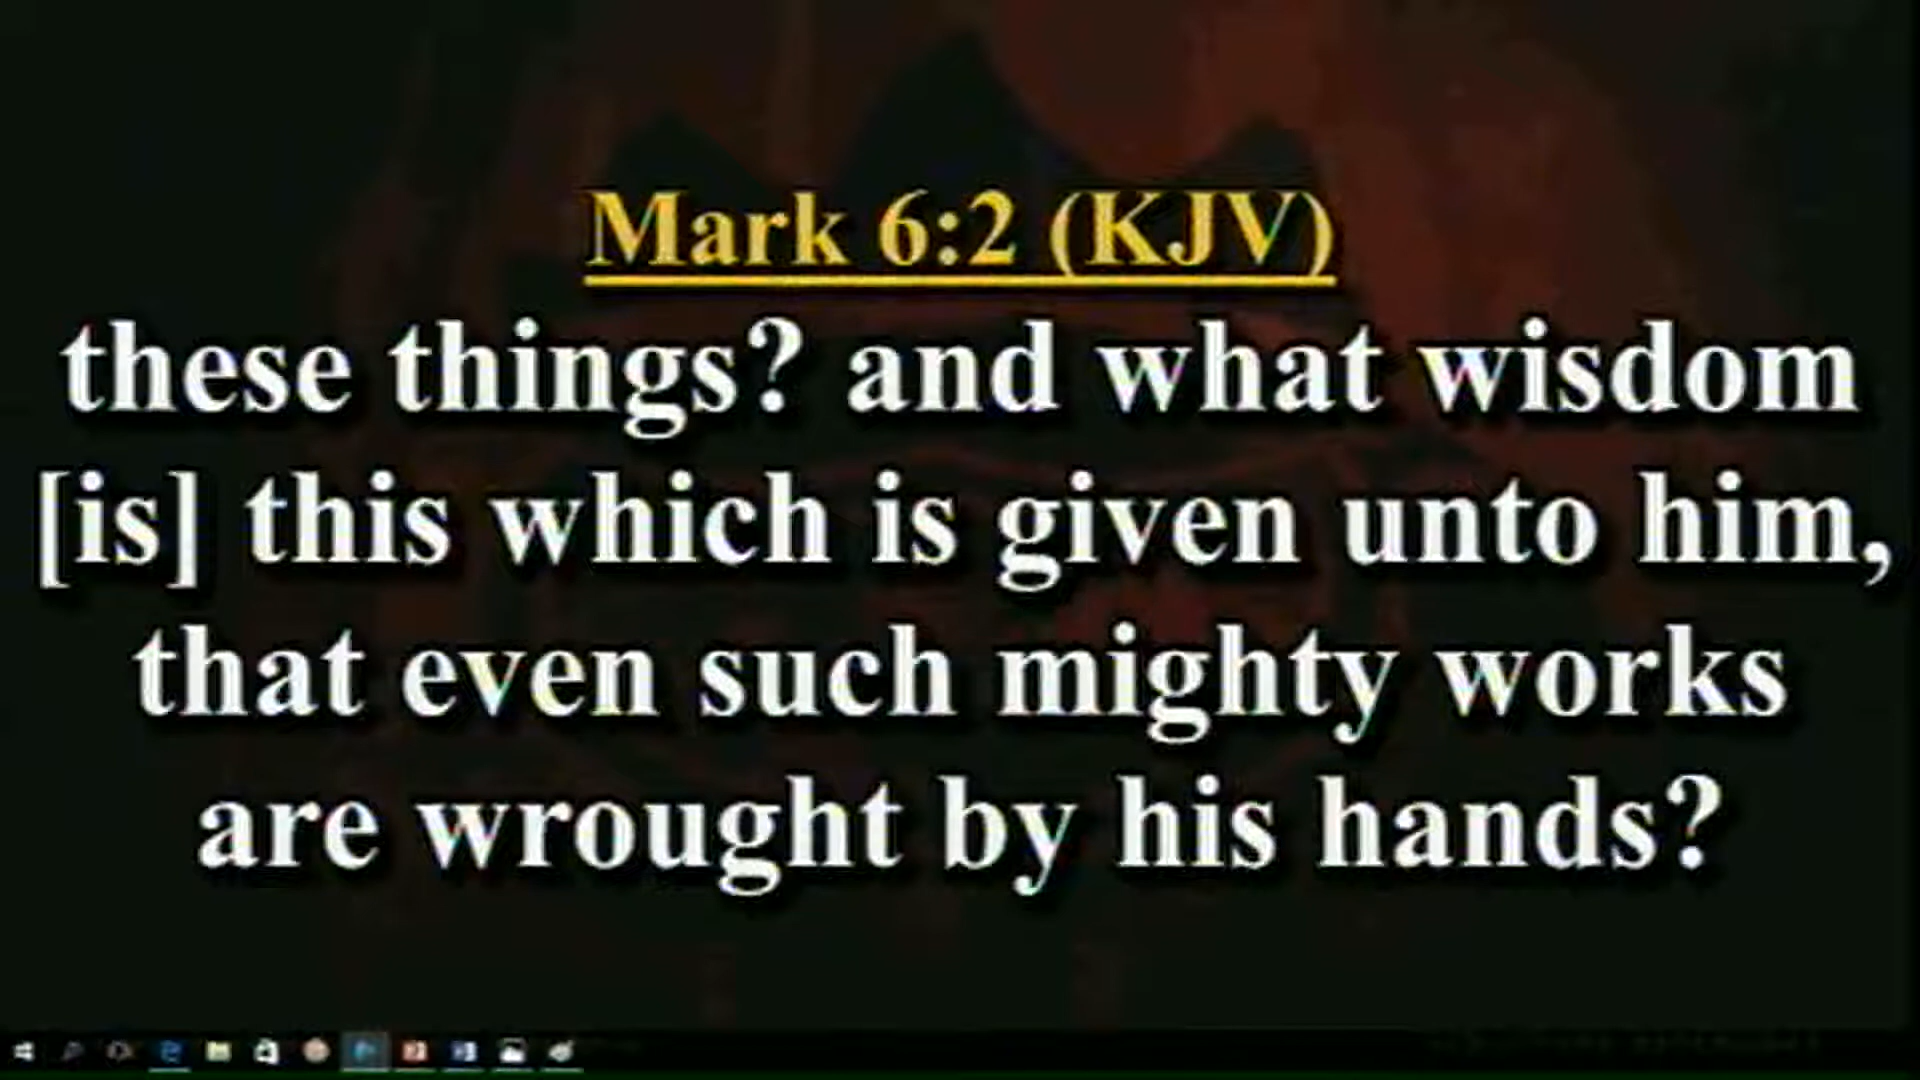 Mark 6:2 (KJV)
these things? and what wisdom
[is] this which is given unto him,
that even such mighty works
are wrought by his hands?